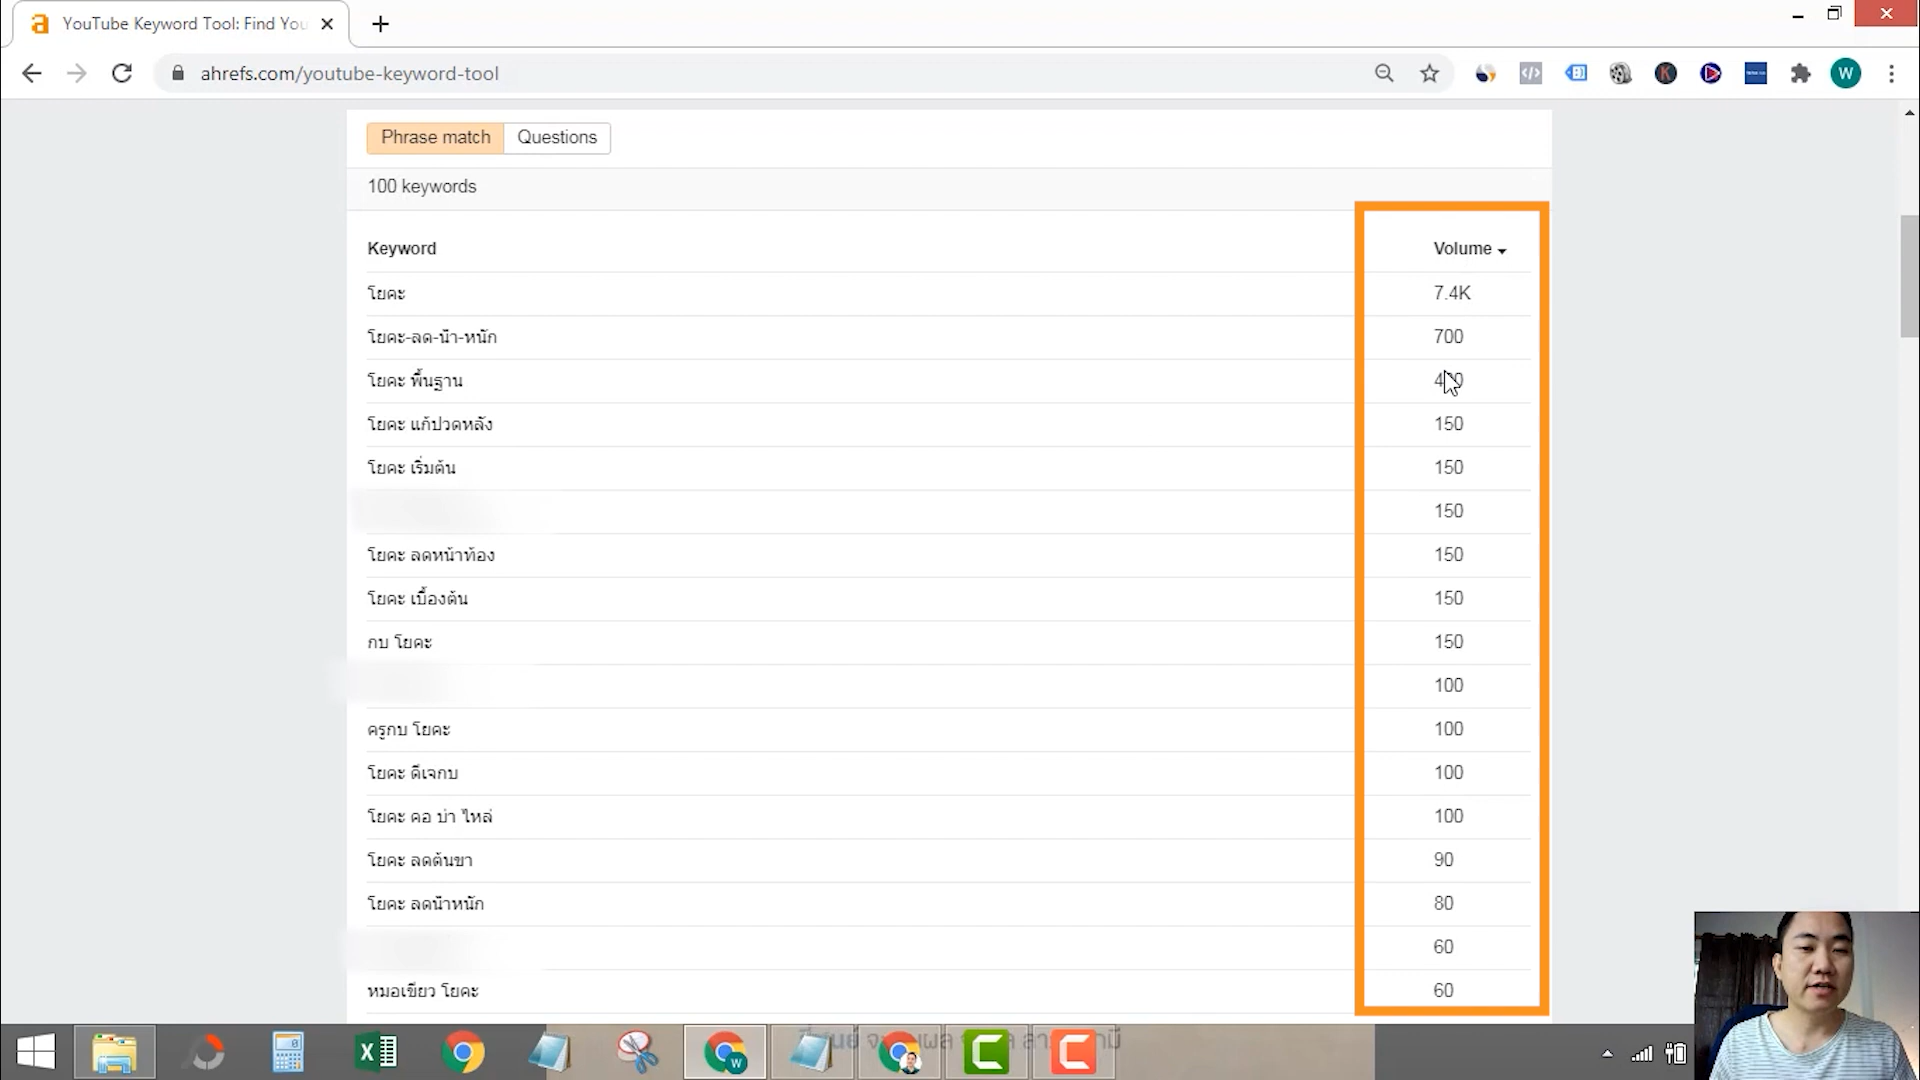 YouTube Keyword Tool: Find You
ahrefs.com/youtube-keyword-tool
W
Phrase match Questions
100 keywords
Keyword Volume
โยคะ 7.4K
โยคะ-ลด-น้ำ-หนัก 700
โยคะ พื้นฐาน
โยคะ แก้ปวดหลัง 150
โยคะ เริ่มต้น 150
150
โยคะ ลดหน้าท้อง 150
โยคะ เบื้องต้น 150
กบ โยคะ 150
100
ครูกบ โยคะ 100
โยคะ ดีเจกบ 100
โยคะ คอ บ่า ไหล่ 100
โยคะ ลดต้นขา 90
โยคะ ลดน้ำหนัก 80
60
หมอเขียว โยคะ 60